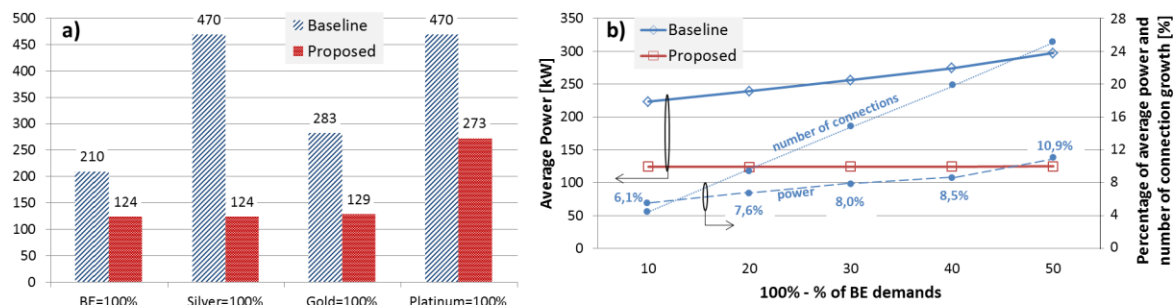 a)
Baseline
Proposed
500
450
400
350
300
250
200
150
100
50
0
210
124
470
124
283
129
470
273
BE=100%
Silver=100%
Gold=100%
Platinum=100%
b)
Baseline
Proposed
Average Power [kW]
350
300
250
200
150
100
50
0
number of connections
power
6,1%
7,6%
8,0%
8,5%
10,9%
28
24
20
16
12
8
4
0
Percentage of average power and
number of connection growth [%]
10
20
30
40
50
100% - % of BE demands